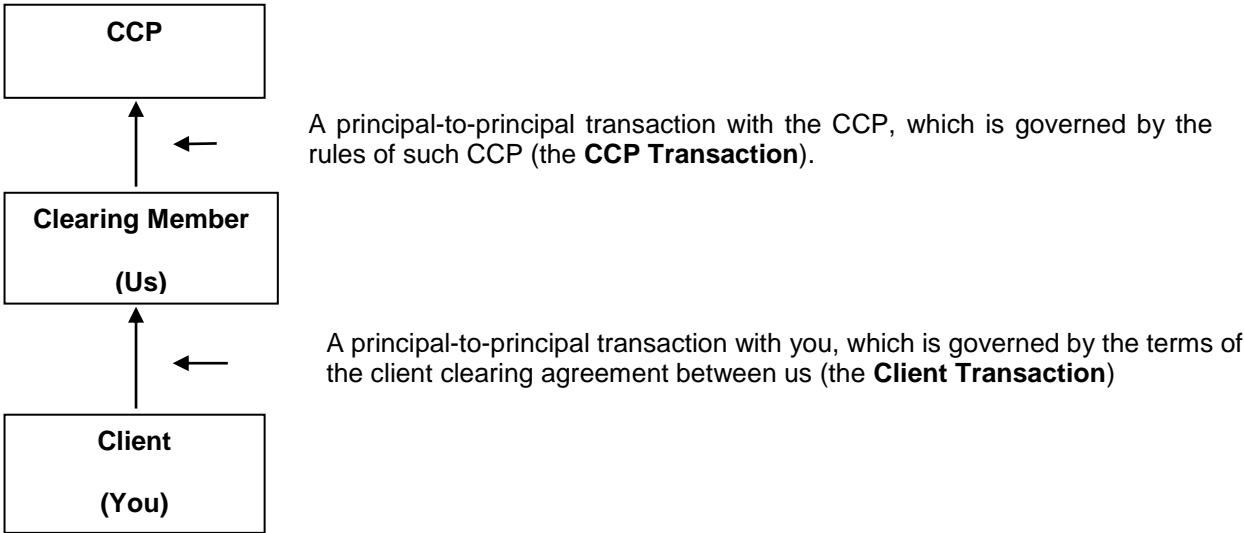 CCP
A principal-to-principal transaction with the CCP, which is governed by the
rules of such CCP (the CCP Transaction).
Clearing Member
(Us)
A principal-to-principal transaction with you, which is governed by the terms of
the client clearing agreement between us (the Client Transaction)
Client
(You)